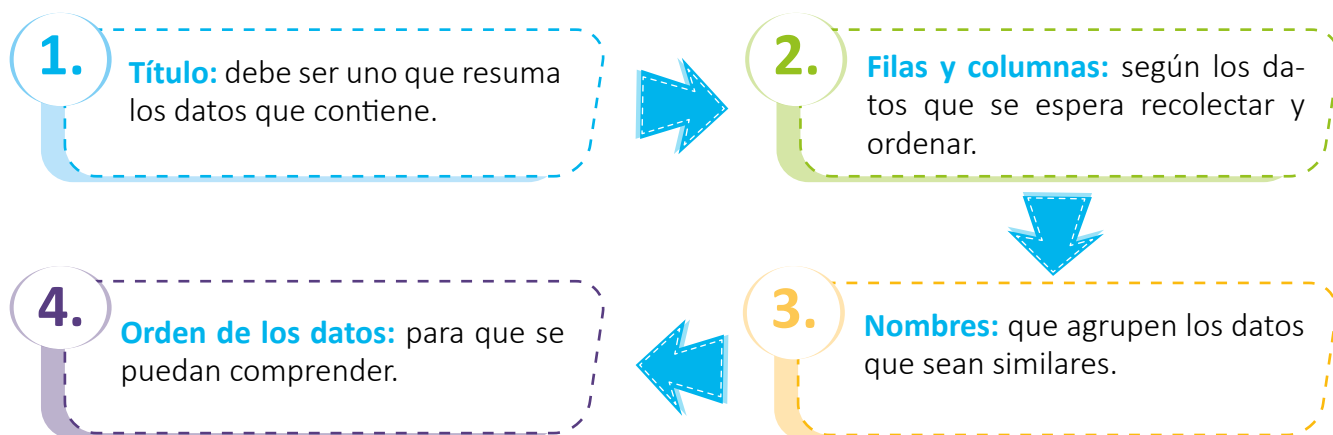 1.
Título: debe ser uno que resuma
los datos que contiene.
2.
Filas y columnas: según los da-
tos que se espera recolectar y
ordenar.
3.
Nombres: que agrupen los datos
que sean similares.
4.
Orden de los datos: para que se
puedan comprender.